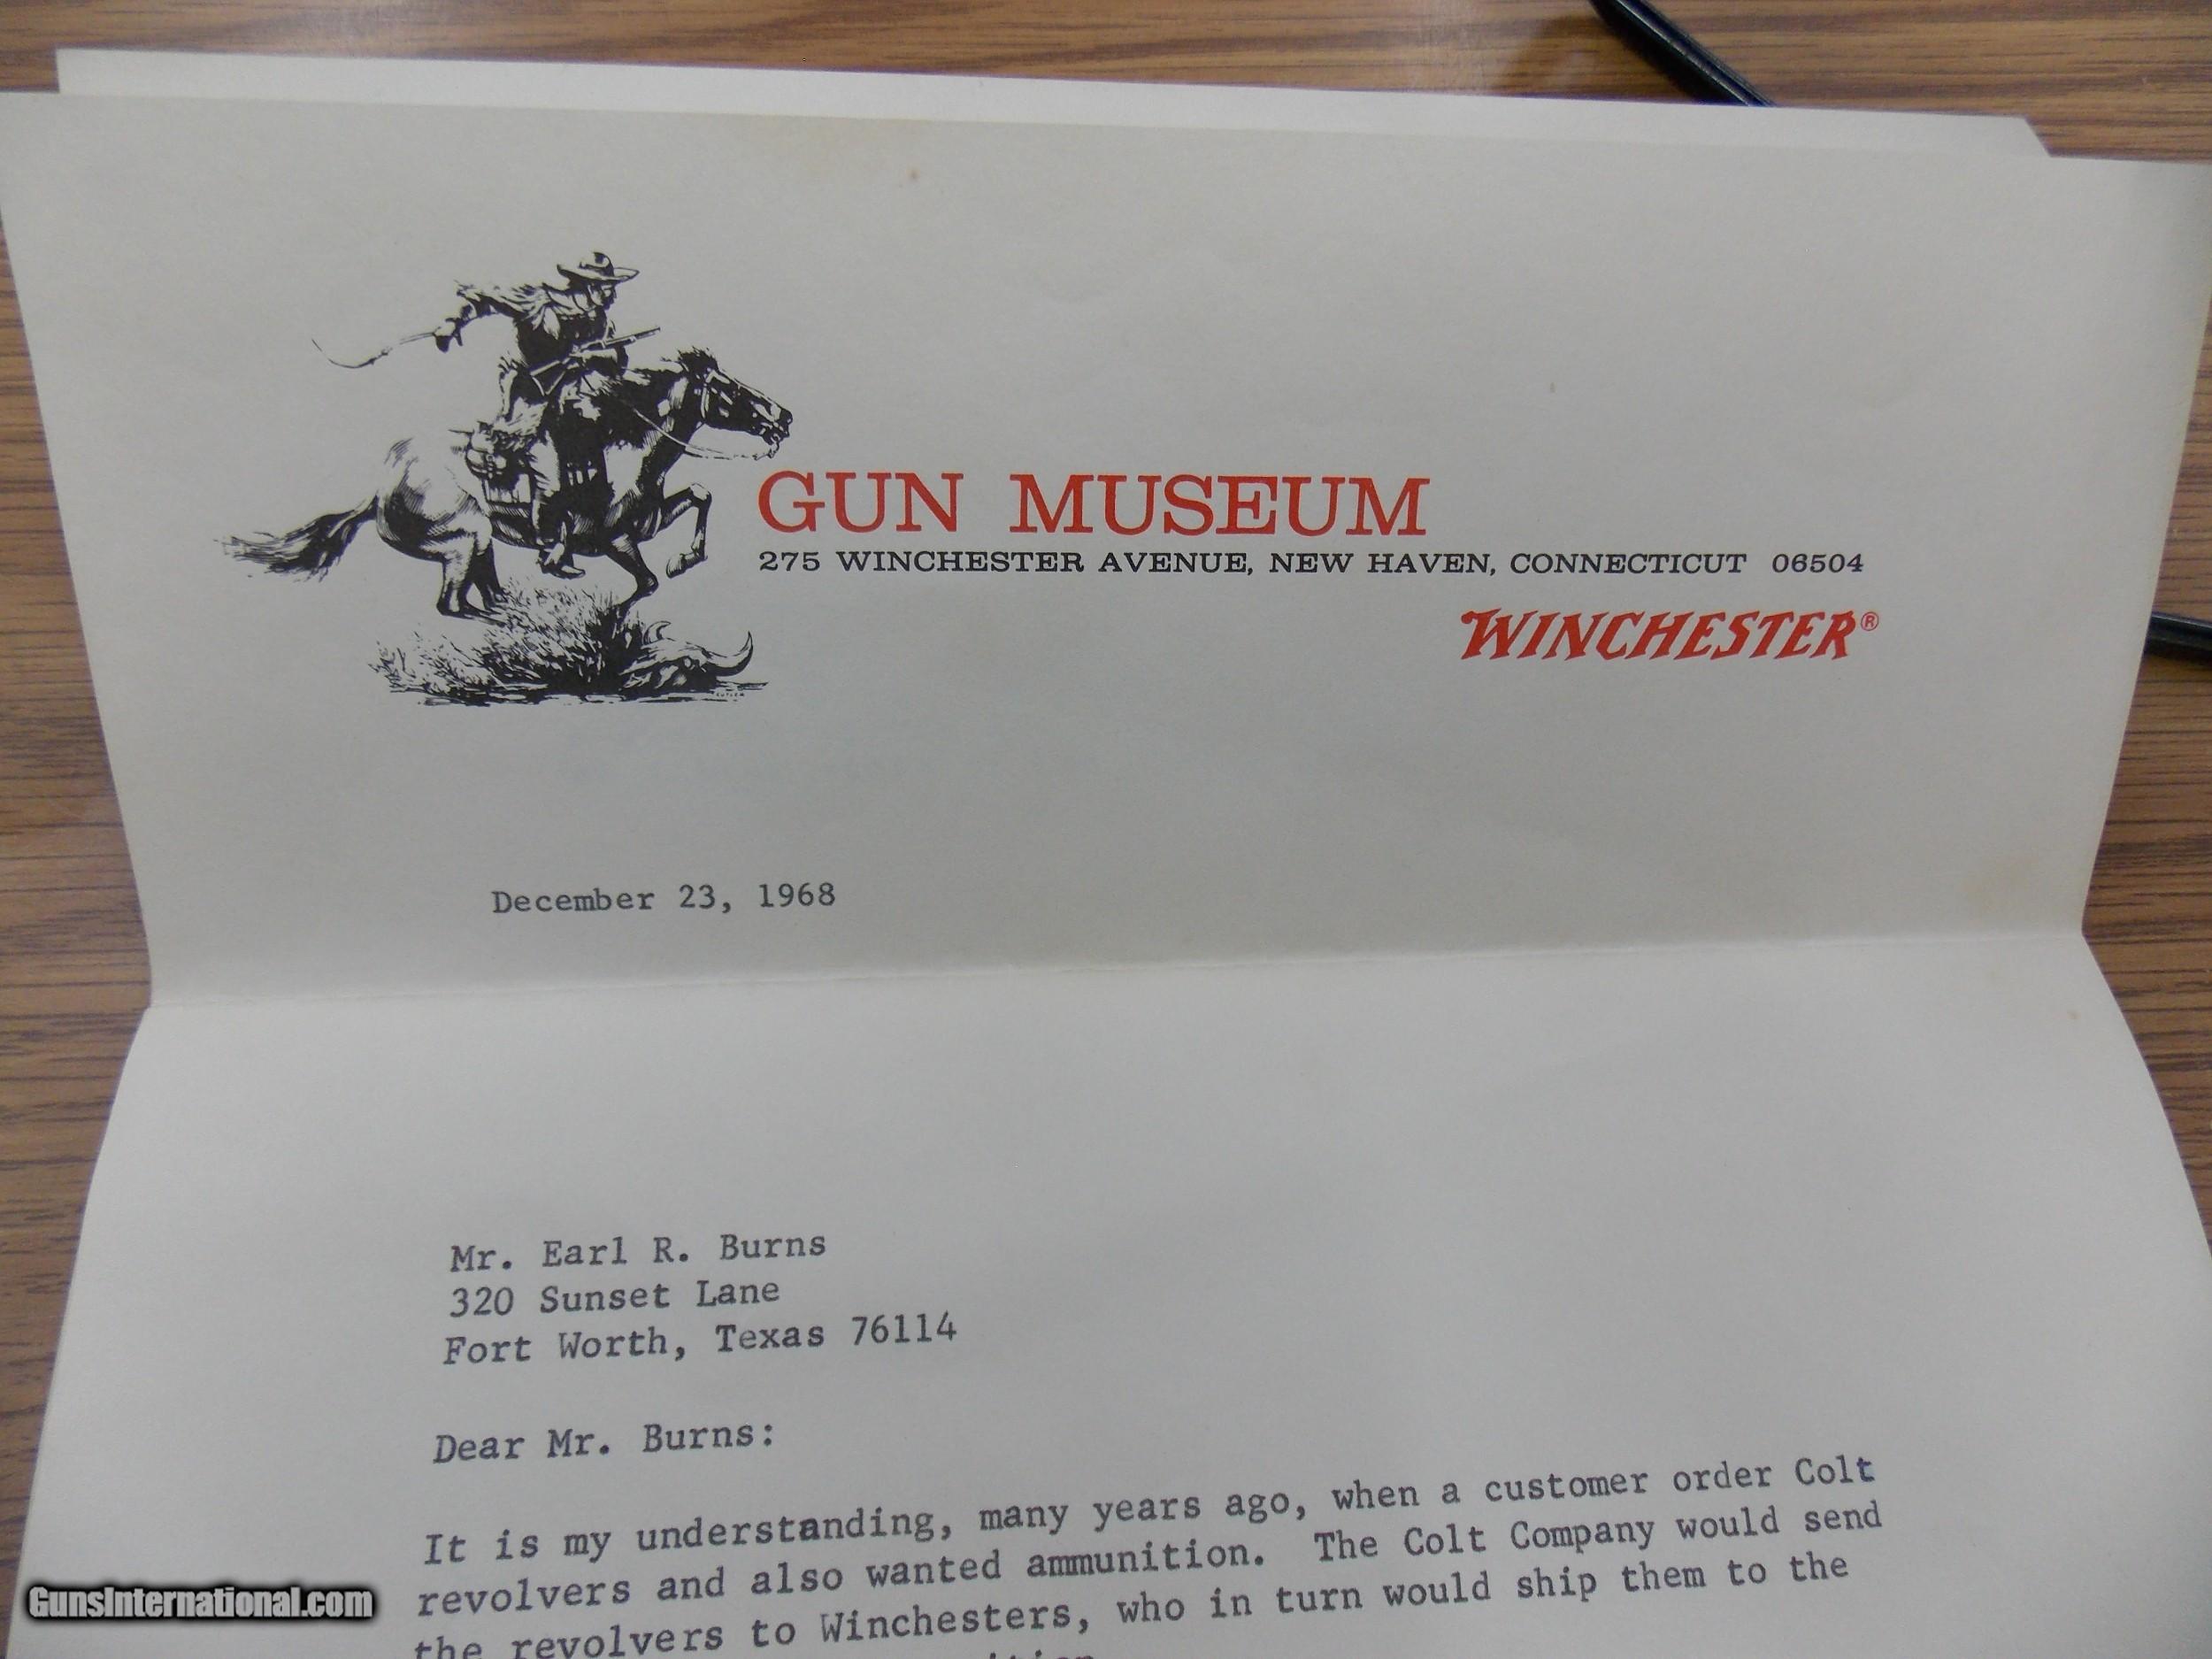 GUN MUSEUM
275 WINCHESTER AVENUE, NEW HAVEN, CONNECTICUT 06504
WINCHESTER®
December 23, 1968
Mr. Earl R. Burns
320 Sunset Lane
Fort Worth, Texas 76114
Dear Mr. Burns:
It is my understanding, many years ago, when a customer order Colt
revolvers and also wanted ammunition. The Colt Company would send
the revolvers to Winchesters, who in turn would ship them to the
GunsInternational.com